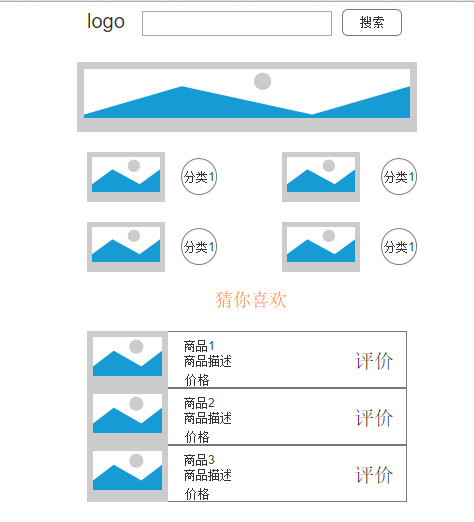 logo 搜索
分类1 分类1
分类1 分类1
猜你喜欢
商品1
商品描述
价格
评价
商品2
商品描述
价格
评价
商品3
商品描述
价格
评价